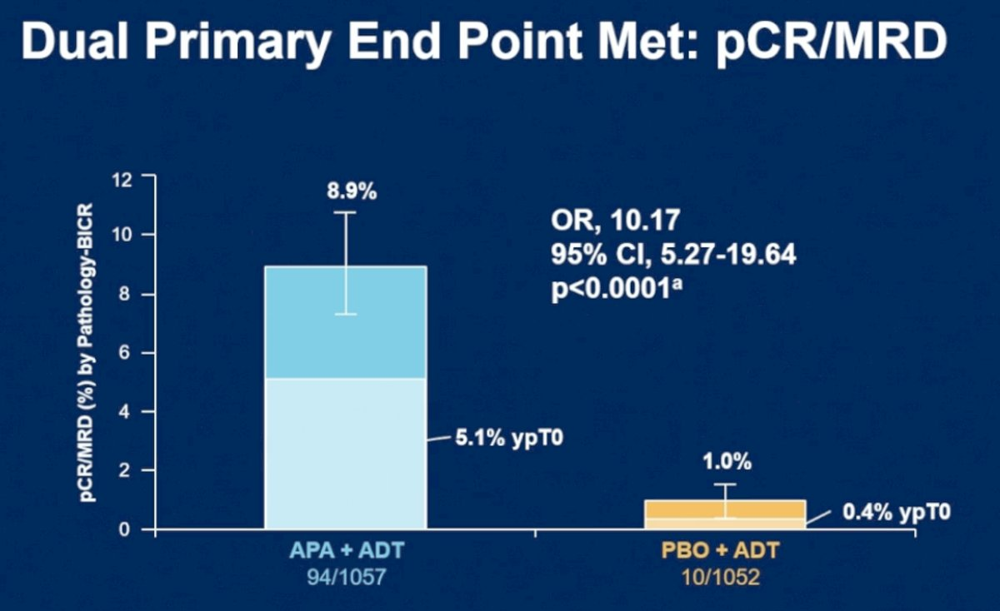 Dual Primary End Point Met: pCR/MRD
pCR/MRD (%) by Pathology-BICR
12
10
8
6
4
2
0
8.9%
5.1% ypT0
OR, 10.17
95% CI, 5.27-19.64
p<0.0001ª
1.0%
0.4% ypT0
APA + ADT
94/1057
PBO + ADT
10/1052